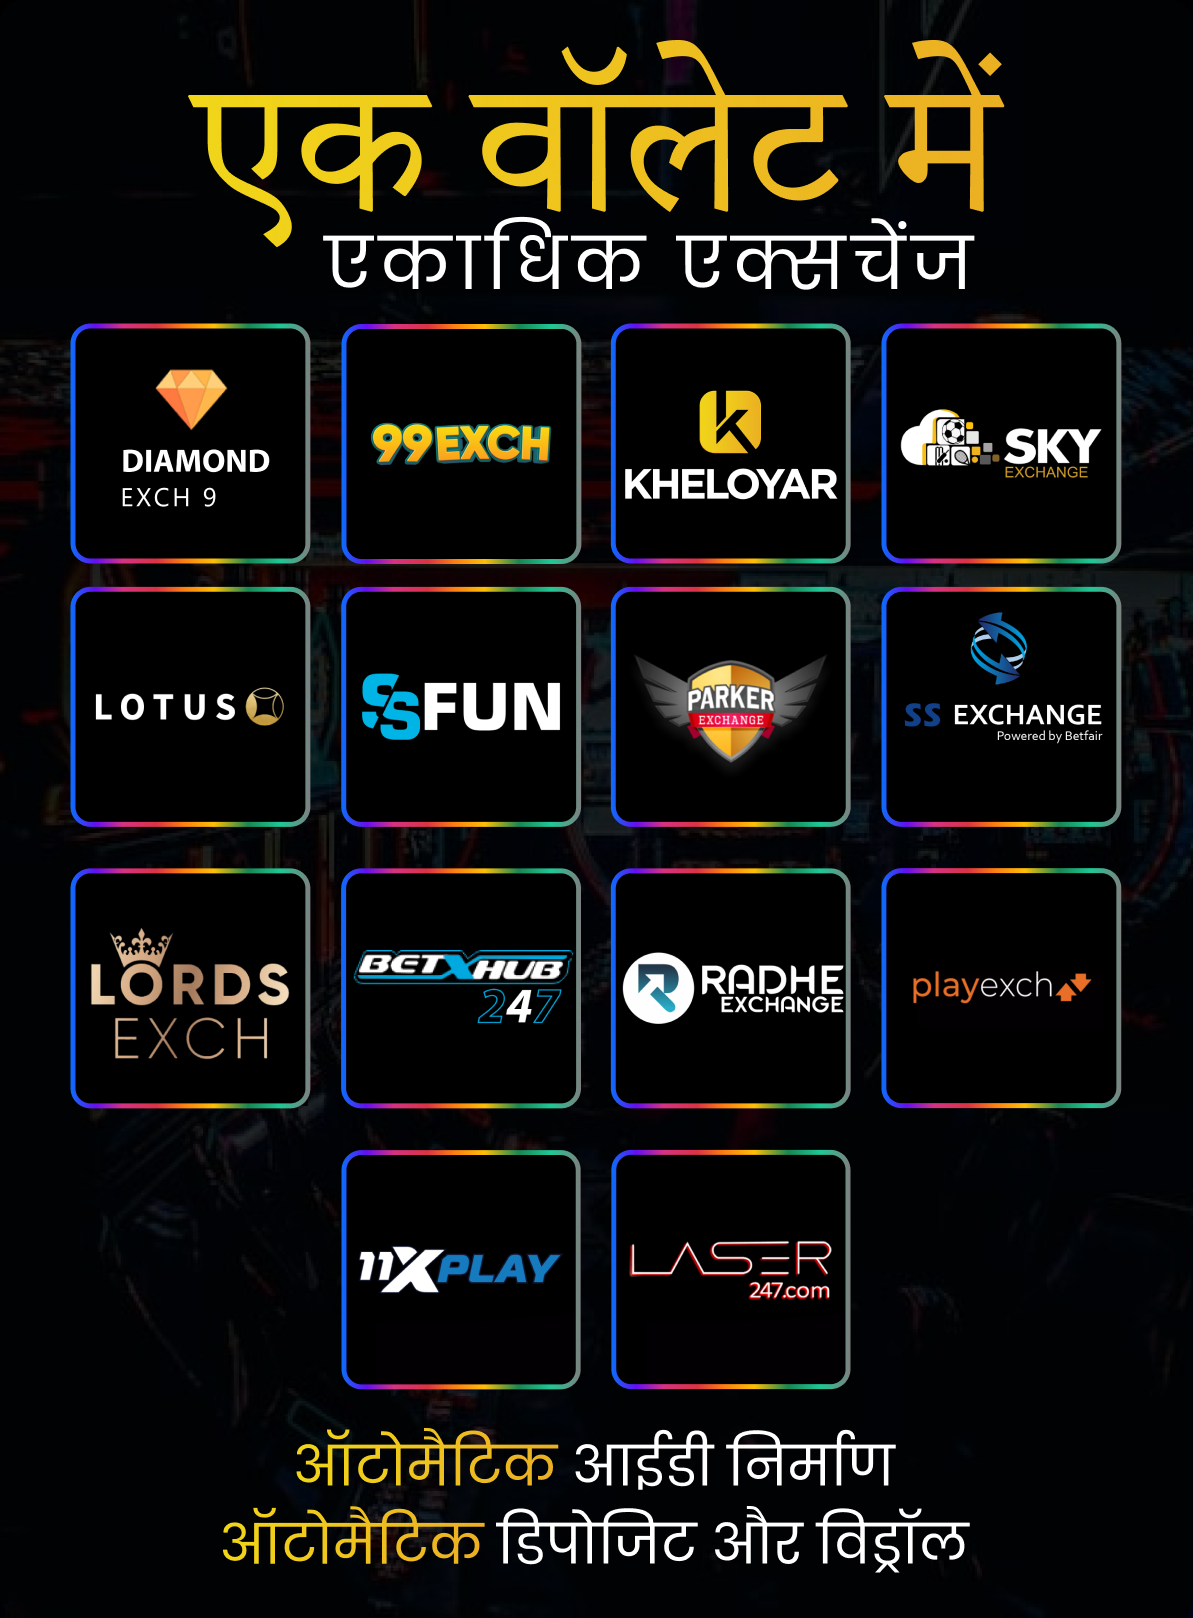 एक वॉलेट में
एकाधिक एक्सचेंज
DIAMOND
EXCH 9
99EXCH
KHELOYAR
SKY
EXCHANGE
LOTUS
SSFUN
PARKER
EXCHANGE
SS EXCHANGE
Powered by Betfair
LORDS
EXCH
BETXHUB
247
RADHE
EXCHANGE
playexch
11XPLAY
LASER
247.com
ऑटोमैटिक आईडी निर्माण
ऑटोमैटिक डिपोजिट और विड्रॉल